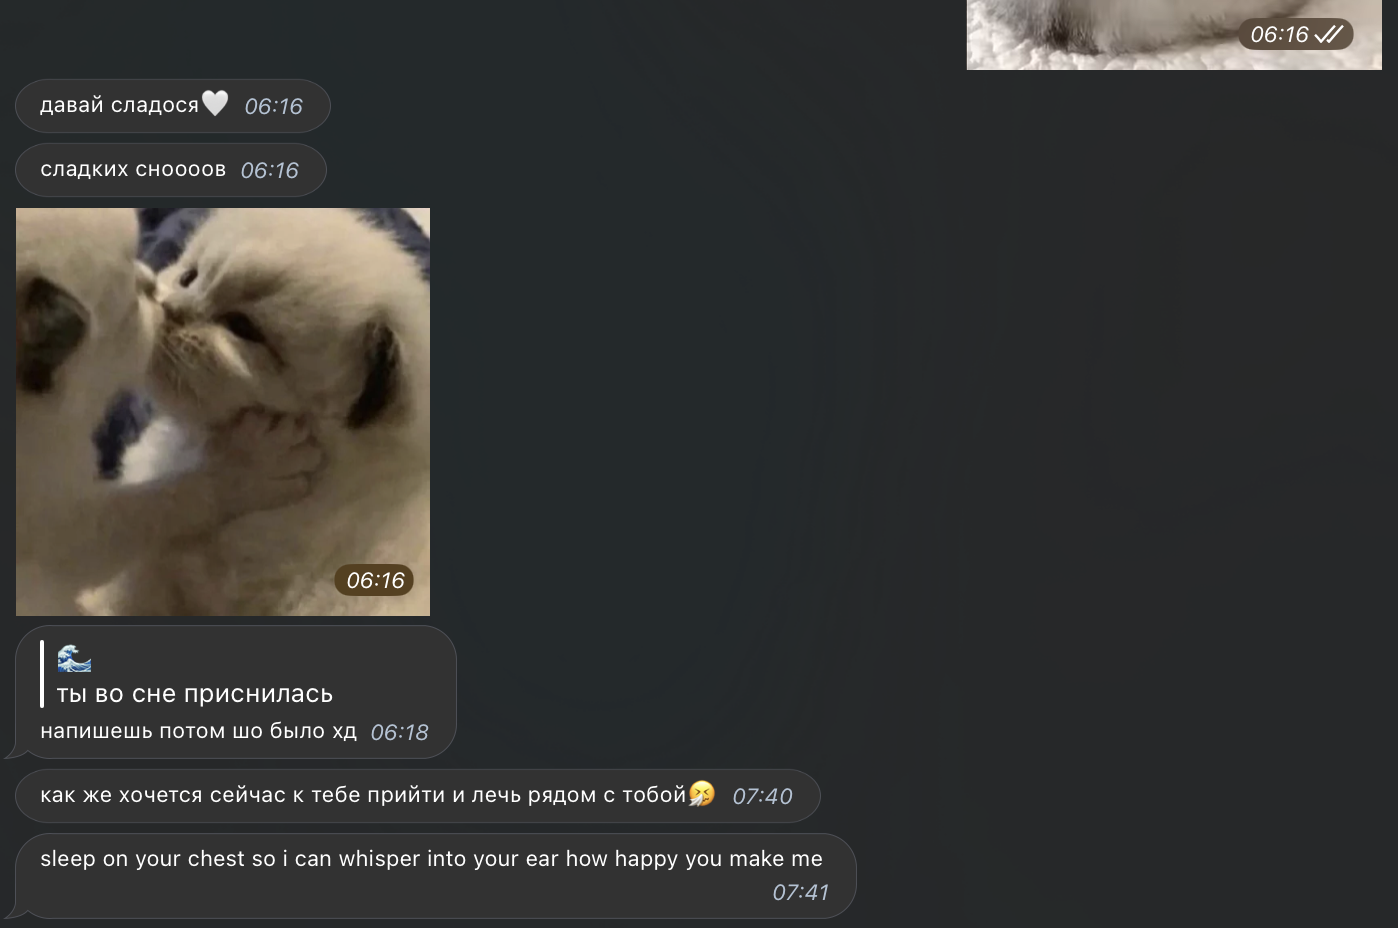 06:16
давай сладося🤍 06:16
сладких сноооов 06:16
06:16
🌊
ты во сне приснилась
напишешь потом шо было хд 06:18
как же хочется сейчас к тебе прийти и лечь рядом с тобой🤧 07:40
sleep on your chest so i can whisper into your ear how happy you make me
07:41